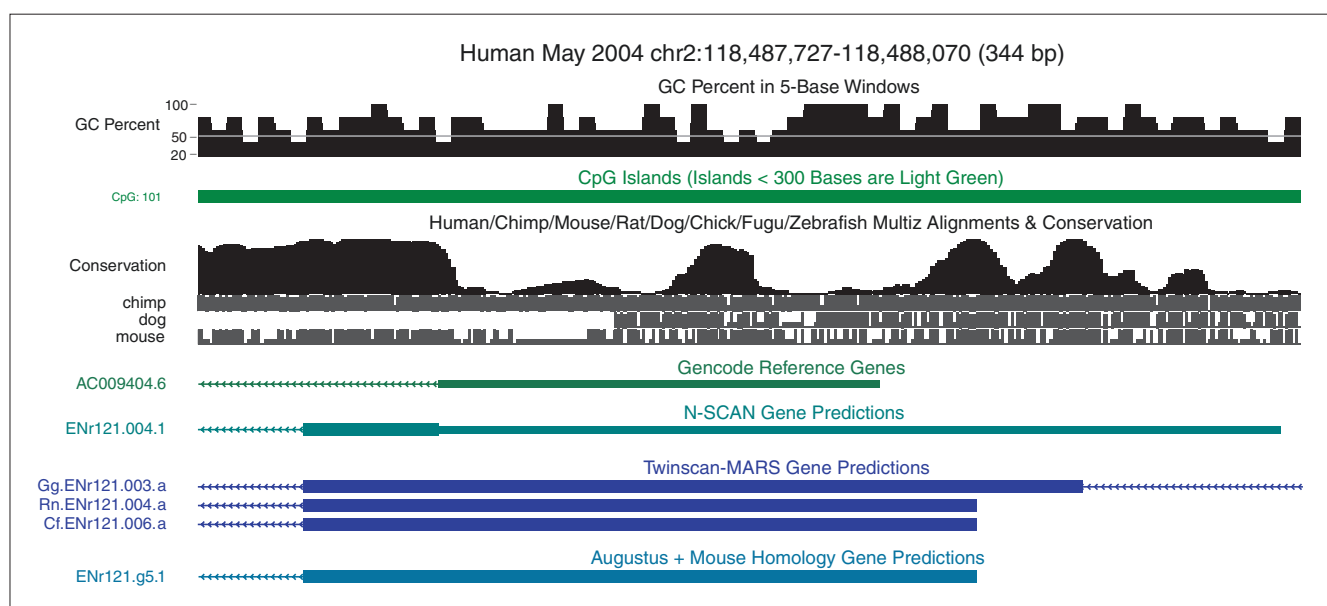 Human May 2004 chr2:118,487,727-118,488,070 (344 bp)
GC Percent in 5-Base Windows
100
GC Percent
50
20
CpG Islands (Islands < 300 Bases are Light Green)
CpG: 101
Human/Chimp/Mouse/Rat/Dog/Chick/Fugu/Zebrafish Multiz Alignments & Conservation
Conservation
chimp
dog
mouse
Gencode Reference Genes
AC009404.6
N-SCAN Gene Predictions
ENr121.004.1
Twinscan-MARS Gene Predictions
Gg.ENr121.003.a
Rn.ENr121.004.a
Cf.ENr121.006.a
Augustus + Mouse Homology Gene Predictions
ENr121.g5.1